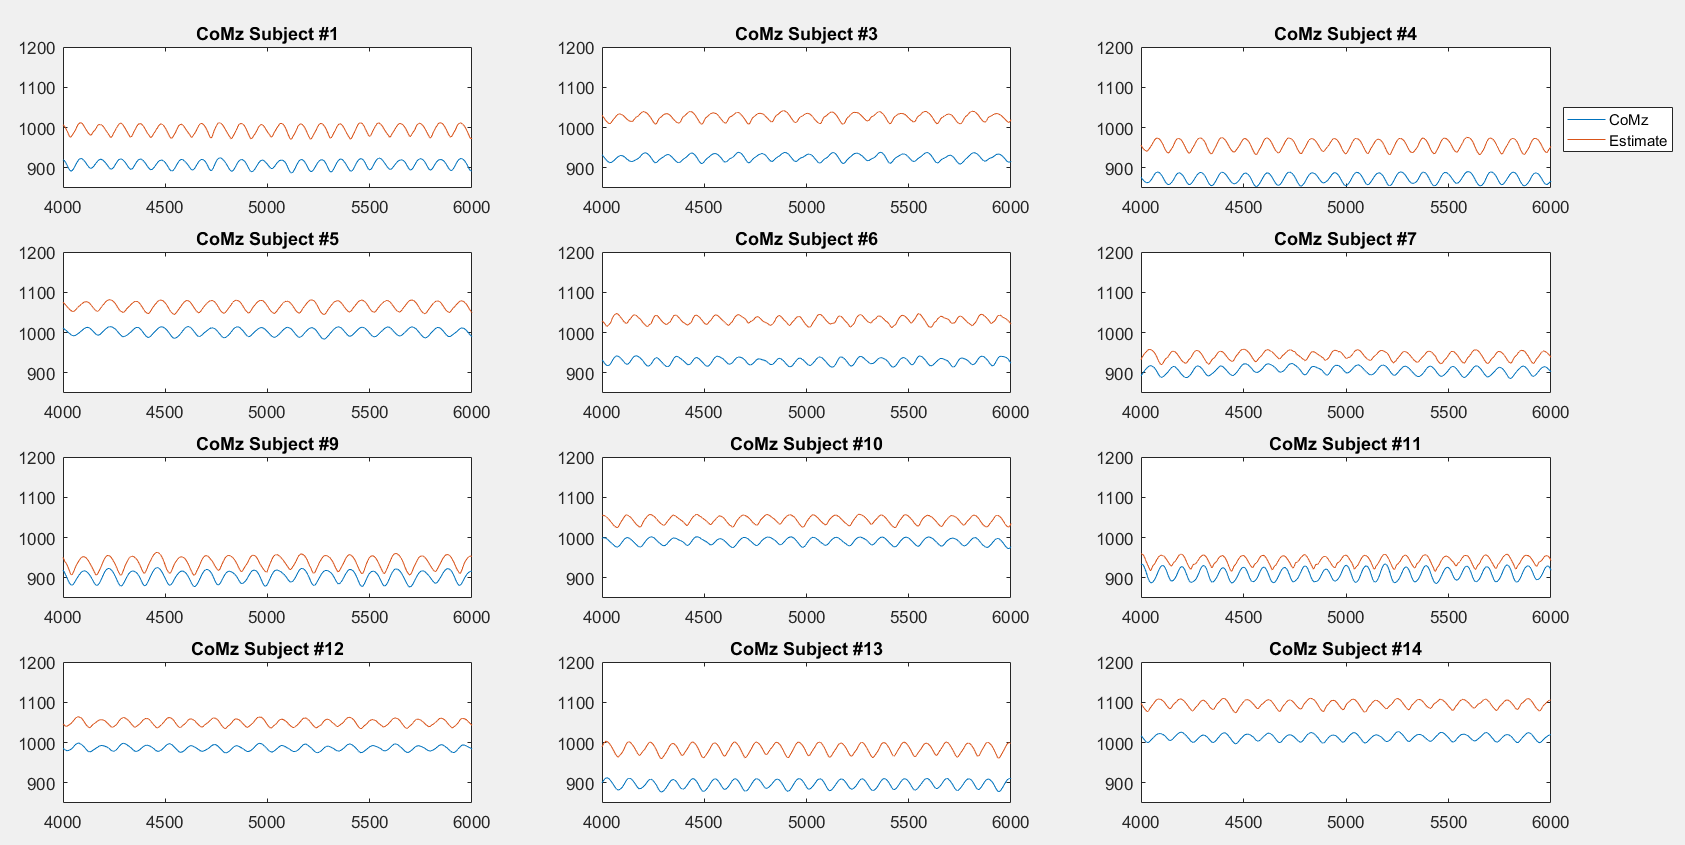 CoMz Subject #1
CoMz Subject #3
CoMz Subject #4
1200
1100
1000
900
4000 4500 5000 5500 6000
1200
1100
1000
900
4000 4500 5000 5500 6000
1200
1100
1000
900
4000 4500 5000 5500 6000
CoMz
Estimate
CoMz Subject #5
CoMz Subject #6
CoMz Subject #7
1200
1100
1000
900
4000 4500 5000 5500 6000
1200
1100
1000
900
4000 4500 5000 5500 6000
1200
1100
1000
900
4000 4500 5000 5500 6000
CoMz Subject #9
CoMz Subject #10
CoMz Subject #11
1200
1100
1000
900
4000 4500 5000 5500 6000
1200
1100
1000
900
4000 4500 5000 5500 6000
1200
1100
1000
900
4000 4500 5000 5500 6000
CoMz Subject #12
CoMz Subject #13
CoMz Subject #14
1200
1100
1000
900
4000 4500 5000 5500 6000
1200
1100
1000
900
4000 4500 5000 5500 6000
1200
1100
1000
900
4000 4500 5000 5500 6000